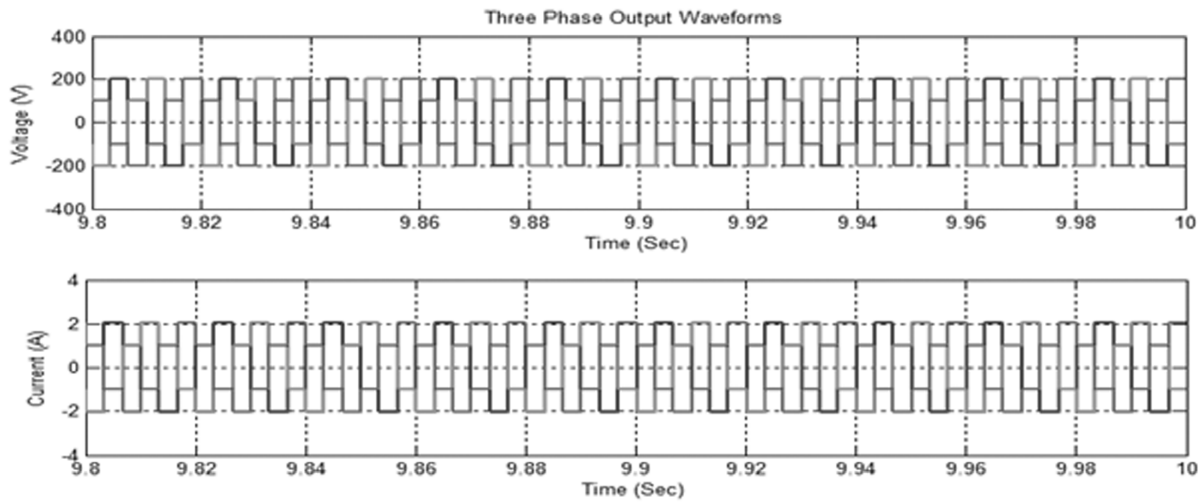 Three Phase Output Waveforms
Voltage (V)
400
200
0
-200
-400
9.8 9.82 9.84 9.86 9.88 9.9 9.92 9.94 9.96 9.98 10
Time (Sec)
Current (A)
4
2
0
-2
-4
9.8 9.82 9.84 9.86 9.88 9.9 9.92 9.94 9.96 9.98 10
Time (Sec)